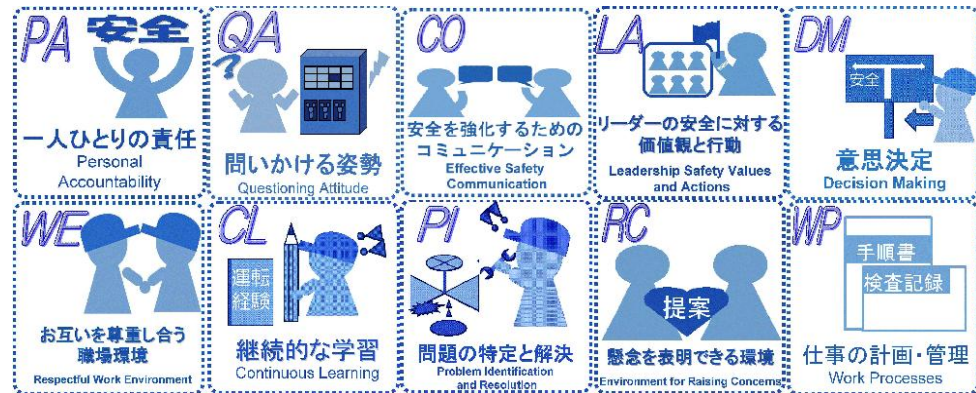 PA
安全
一人ひとりの責任
Personal
Accountability
QA
?
問いかける姿勢
Questioning Attitude
CO
安全を強化するための
コミュニケーション
Effective Safety
Communication
LA
リーダーの安全に対する
価値観と行動
Leadership Safety Values
and Actions
DM
安全
意思決定
Decision Making
WE
お互いを尊重し合う
職場環境
Respectful Work Environment
CL
運転
経験
継続的な学習
Continuous Learning
PI
問題の特定と解決
Problem Identification
and Resolution
RC
提案
懸念を表明できる環境
Environment for Raising Concerns
WP
手順書
検査記録
仕事の計画・管理
Work Processes